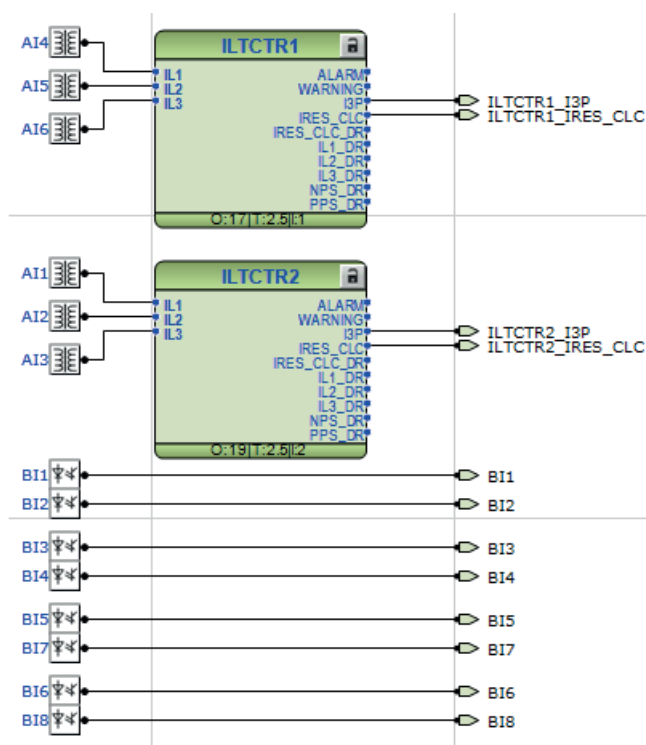 AI4
ILTCTR1
AI5
AI6
IL1
IL2
IL3
ALARM
WARNING
I3P
IRES_CLC
IRES_CLC_DR
IL1_DR
IL2_DR
IL3_DR
NPS_DR
PPS_DR
ILTCTR1_I3P
ILTCTR1_IRES_CLC
O:17|T:2.5|I:1
AI1
ILTCTR2
AI2
AI3
IL1
IL2
IL3
ALARM
WARNING
I3P
IRES_CLC
IRES_CLC_DR
IL1_DR
IL2_DR
IL3_DR
NPS_DR
PPS_DR
ILTCTR2_I3P
ILTCTR2_IRES_CLC
O:19|T:2.5|I:2
BI1 BI1
BI2 BI2
BI3 BI3
BI4 BI4
BI5 BI5
BI7 BI7
BI6 BI6
BI8 BI8